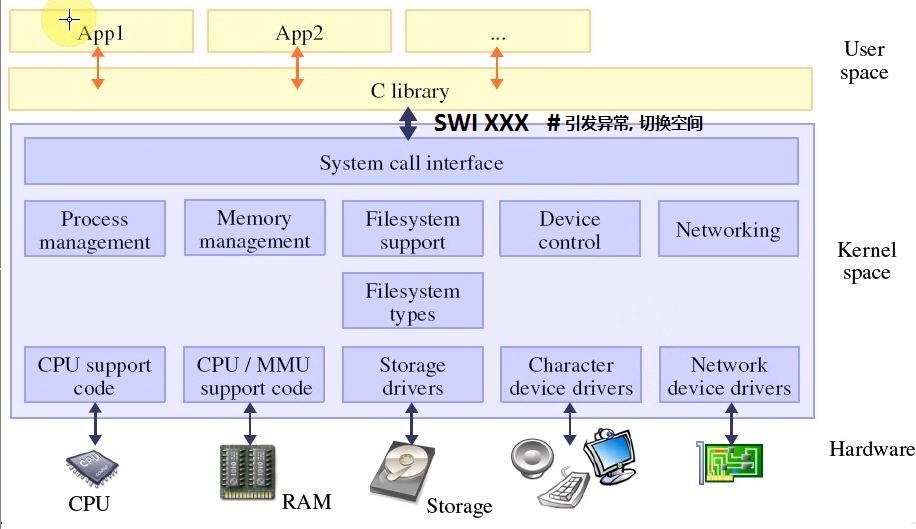 App1
App2
...
User
space
C library
SWI XXX # 引发异常, 切换空间
System call interface
Process
management
Memory
management
Filesystem
support
Device
control
Networking
Kernel
space
Filesystem
types
CPU support
code
CPU / MMU
support code
Storage
drivers
Character
device drivers
Network
device drivers
Hardware
CPU
CPU
RAM
Storage